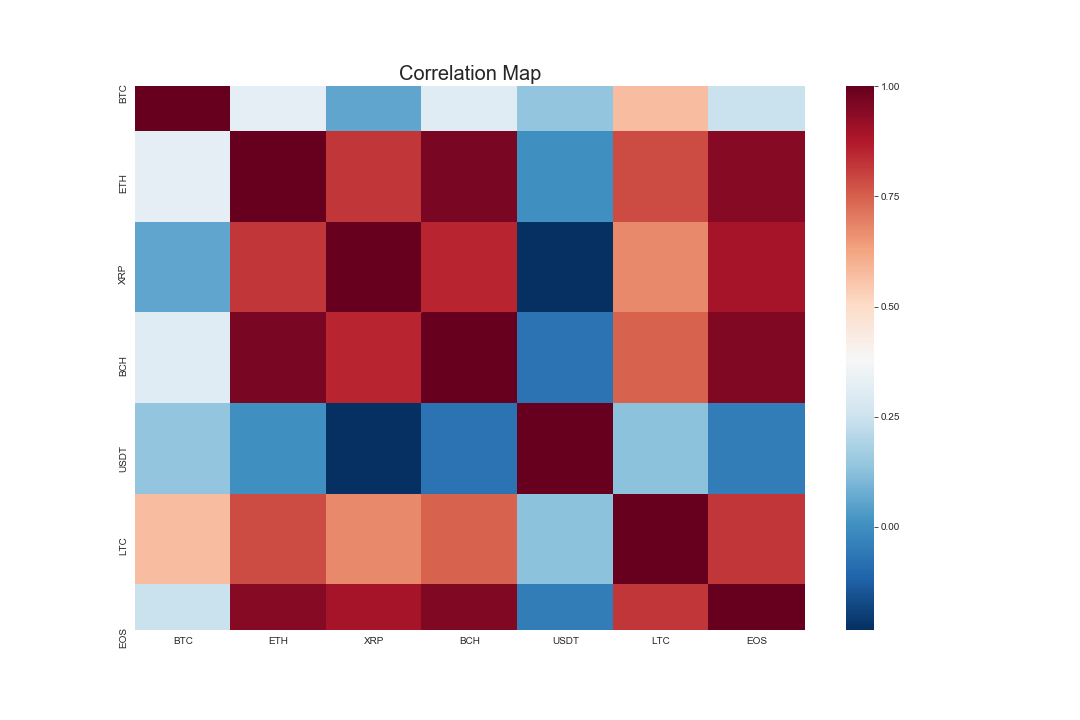 Correlation Map
BTC
ETH
XRP
BCH
USDT
LTC
EOS
BTC ETH XRP BCH USDT LTC EOS
1.00
0.75
0.50
0.25
0.00